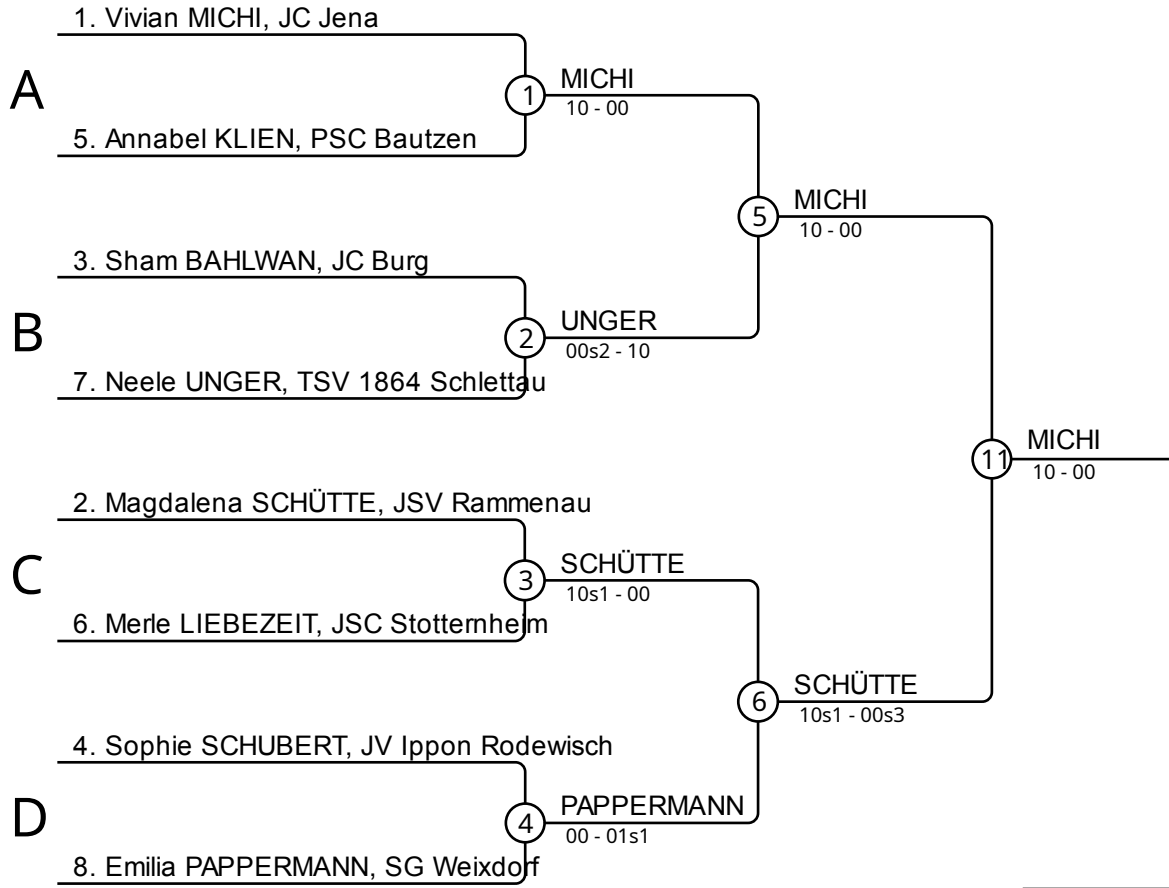 1. Vivian MICHI, JC Jena
A
1
MICHI
10 - 00
5. Annabel KLIEN, PSC Bautzen
5
MICHI
10 - 00
3. Sham BAHLWAN, JC Burg
B
2
UNGER
00s2 - 10
7. Neele UNGER, TSV 1864 Schlettau
11
MICHI
10 - 00
2. Magdalena SCHÜTTE, JSV Rammenau
C
3
SCHÜTTE
10s1 - 00
6. Merle LIEBEZEIT, JSC Stotternheim
6
SCHÜTTE
10s1 - 00s3
4. Sophie SCHUBERT, JV Ippon Rodewisch
D
4
PAPPERMANN
00 - 01s1
8. Emilia PAPPERMANN, SG Weixdorf